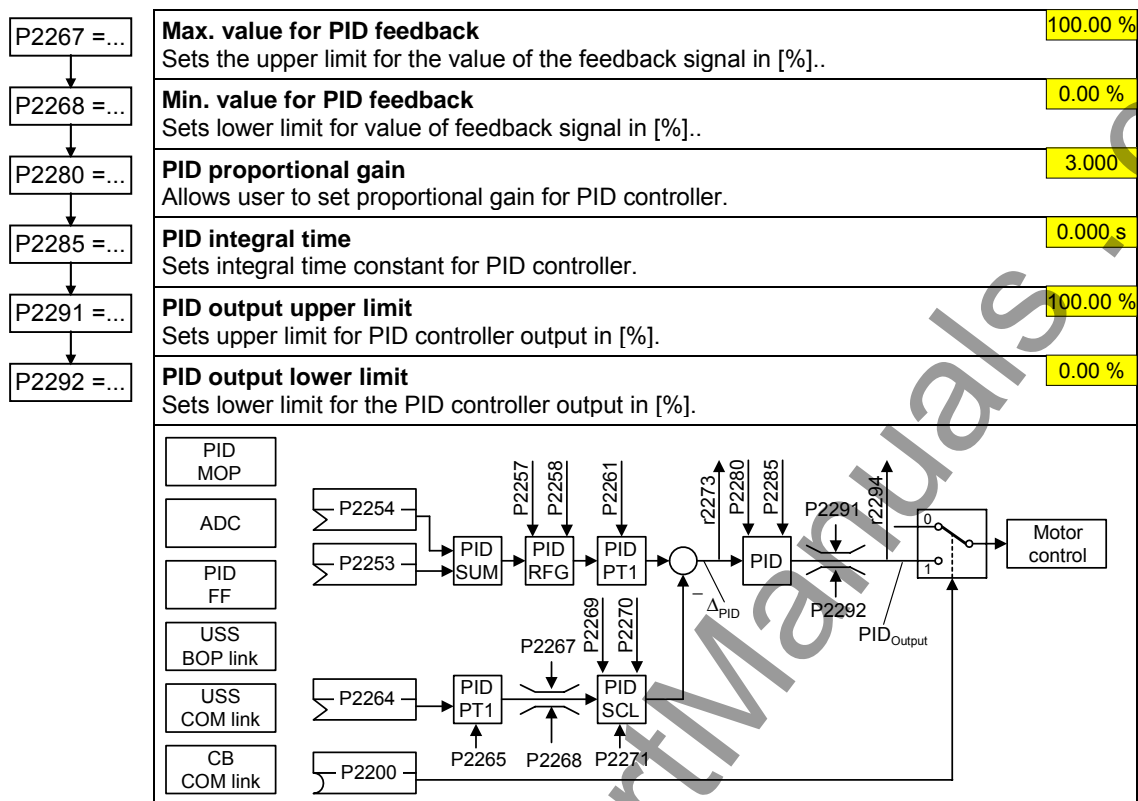 P2267 =...
Max. value for PID feedback
100.00 %
Sets the upper limit for the value of the feedback signal in [%]..
P2268 =...
Min. value for PID feedback
0.00 %
Sets lower limit for value of feedback signal in [%]..
P2280 =...
PID proportional gain
3.000
Allows user to set proportional gain for PID controller.
P2285 =...
PID integral time
0.000 s
Sets integral time constant for PID controller.
P2291 =...
PID output upper limit
100.00 %
Sets upper limit for PID controller output in [%].
P2292 =...
PID output lower limit
0.00 %
Sets lower limit for the PID controller output in [%].
PID
MOP
ADC
PID
FF
USS
BOP link
USS
COM link
CB
COM link
P2254
P2253
P2264
P2200
PID
SUM
P2257
P2258
PID
RFG
P2261
PID
PT1
r2273
P2280
P2285
PID
P2291
P2292
r2294
0
1
Motor
control
– ΔPID
PIDOutput
PID
PT1
P2265
P2267
P2268
P2269
P2270
PID
SCL
P2271